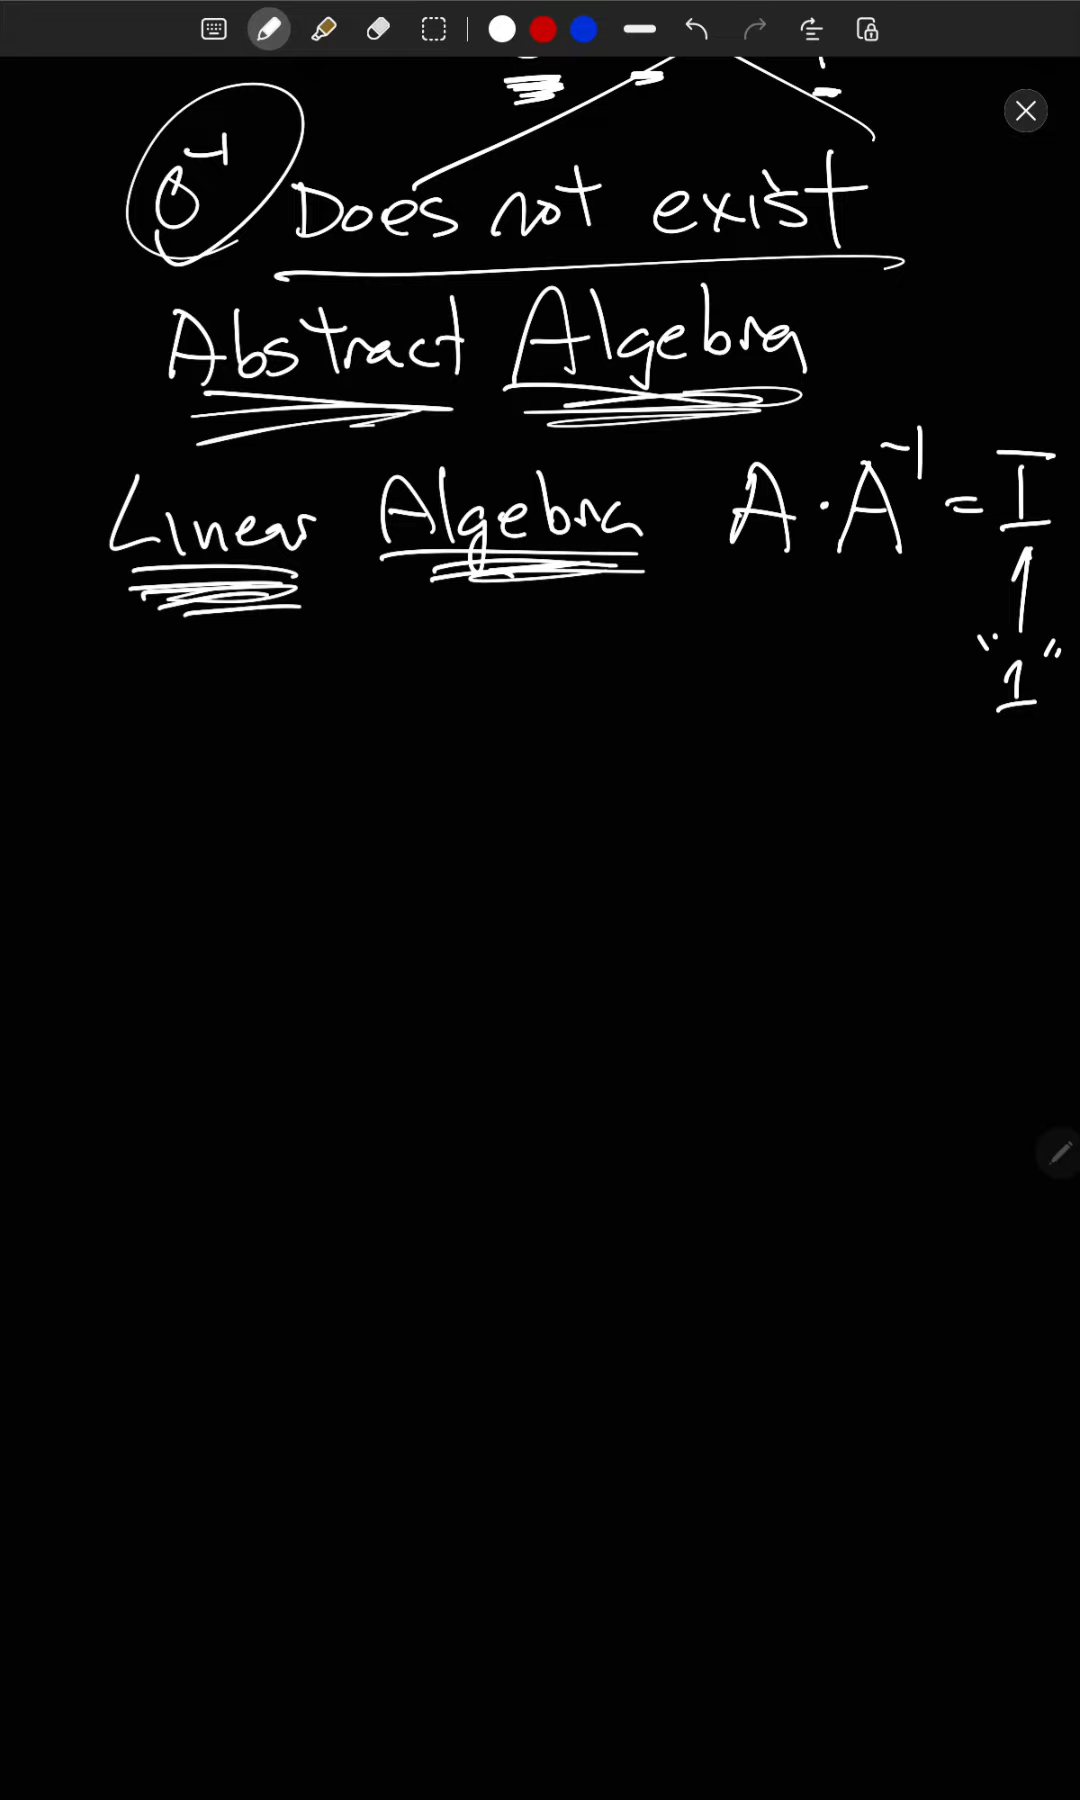 0⁻¹ Does not exist
Abstract Algebra
Linear Algebra A · A⁻¹ = I
"1"